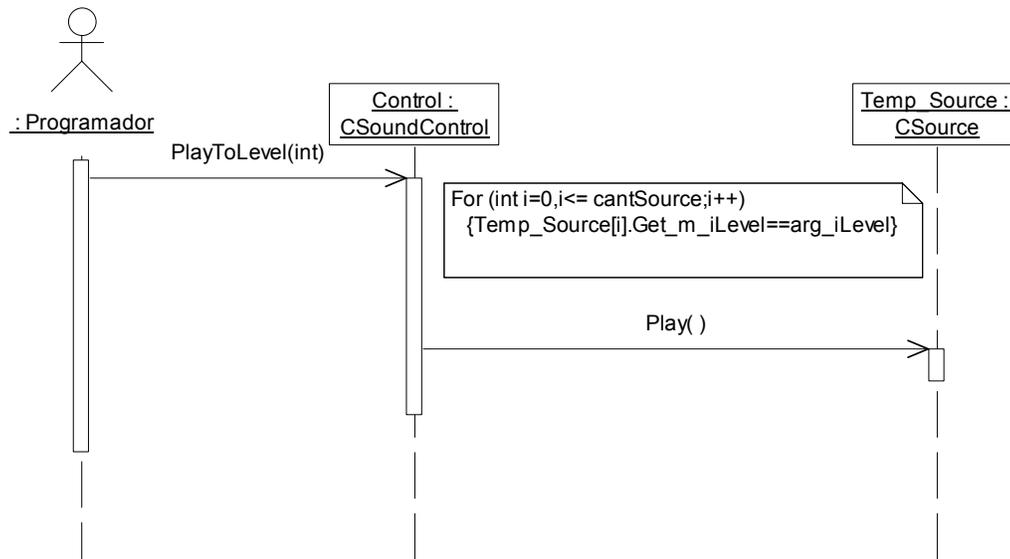 : Programador
Control :
CSoundControl
Temp_Source :
CSource
PlayToLevel(int)
For (int i=0,i<= cantSource;i++)
{Temp_Source[i].Get_m_iLevel==arg_iLevel}
Play( )